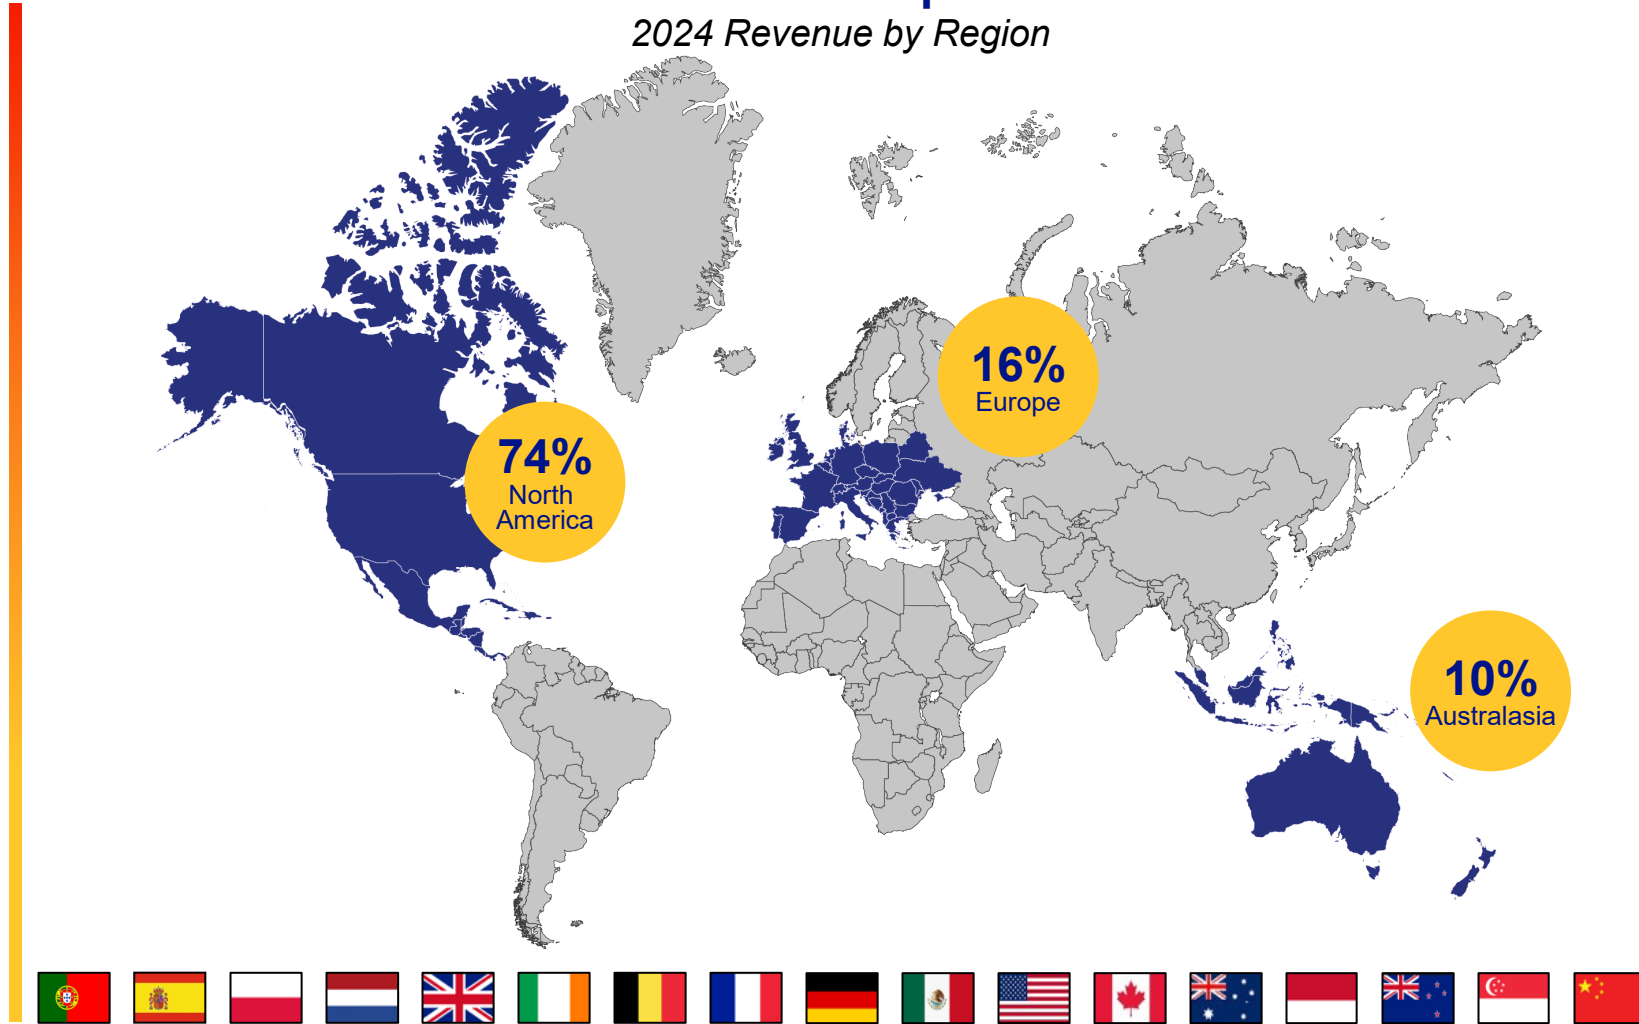 2024 Revenue by Region
16%
Europe
74%
North
America
10%
Australasia